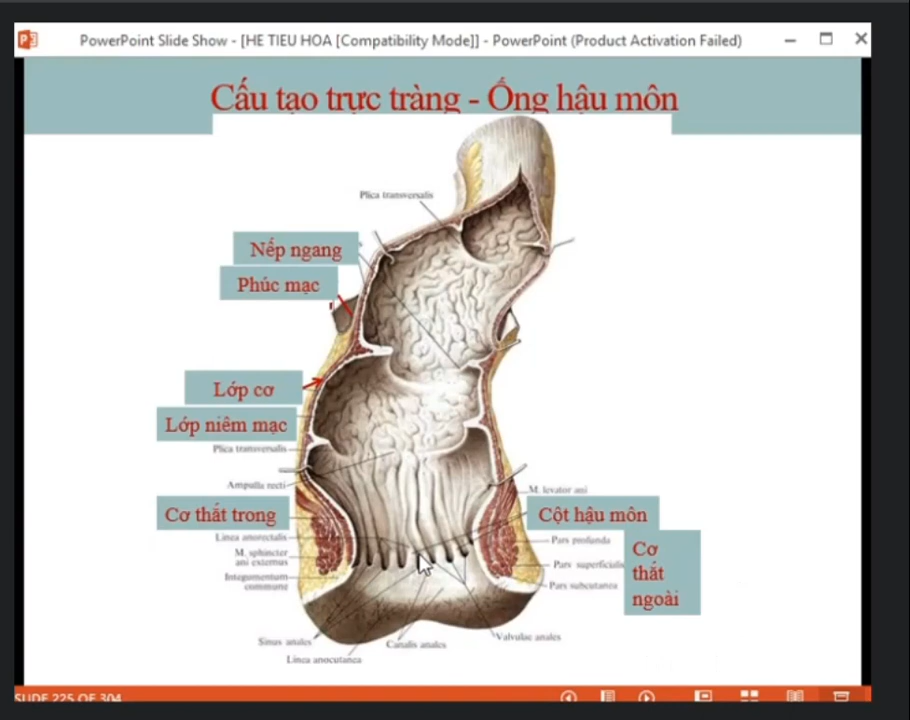 PowerPoint Slide Show - [HE TIEU HOA [Compatibility Mode]] - PowerPoint (Product Activation Failed)
Cấu tạo trực tràng - Ống hậu môn
Plica transversalis
Nếp ngang
Phúc mạc
Lớp cơ
Lớp niêm mạc
Plica transversalis
Ampulla recti
M. levator ani
Cơ thắt trong
Cột hậu môn
Linea anorectalis
Pars profunda
M. sphincter
ani externus
Cơ
thắt
ngoài
Pars superficialis
Integumentum
commune
Pars subcutanea
Sinus anales
Canalis anales
Valvulae anales
Linea anocutanea
SLIDE 225 OF 304